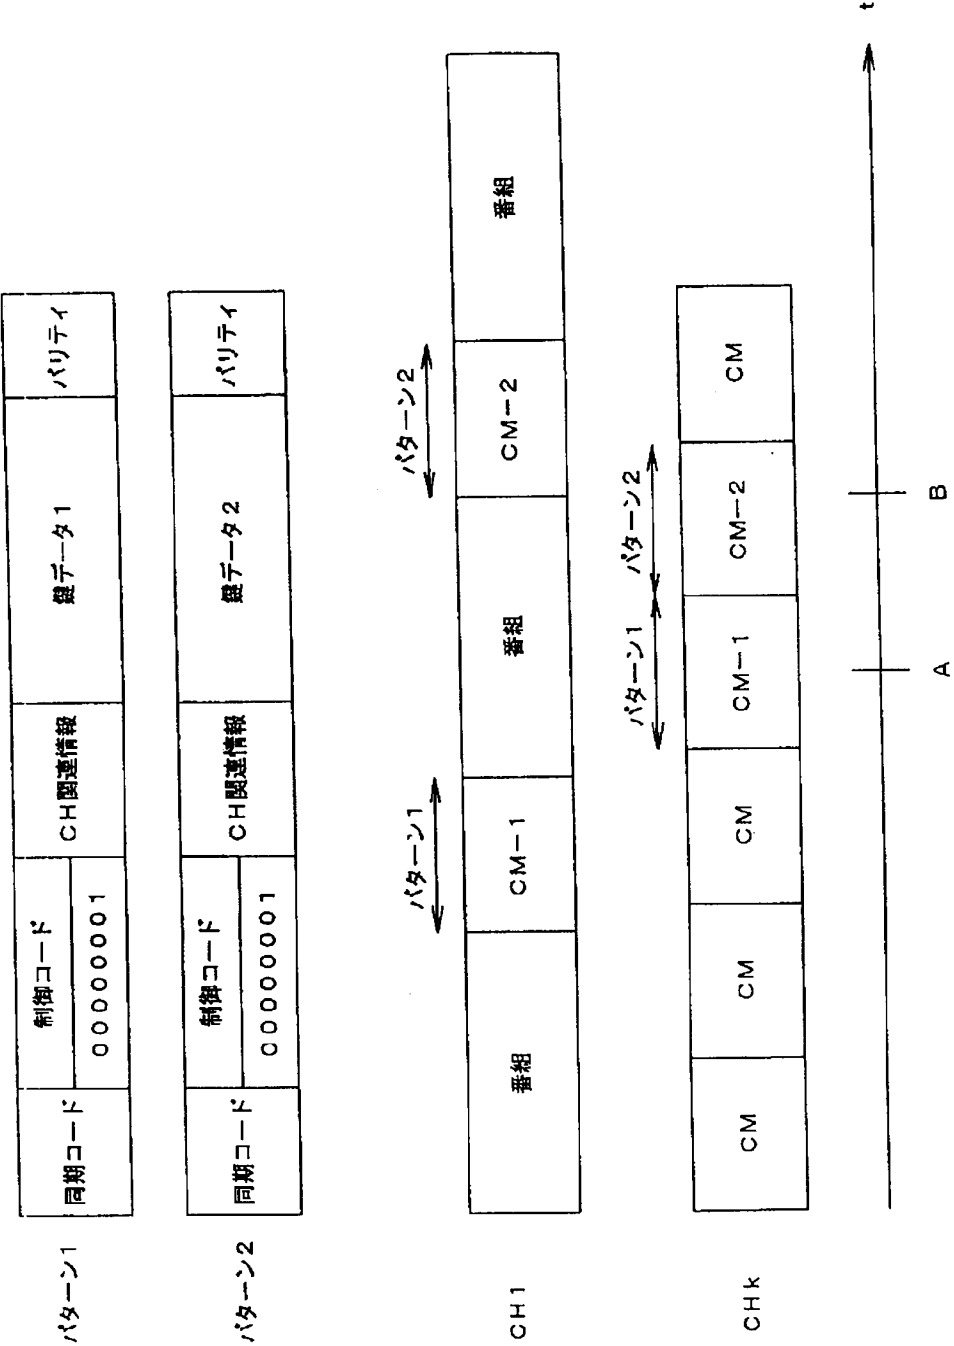 パターン1
同期コード
制御コード
00000001
CH関連情報
鍵データ1
パリティ
パターン2
同期コード
制御コード
00000001
CH関連情報
鍵データ2
パリティ
パターン1
パターン2
CH1
番組
CM-1
番組
CM-2
番組
パターン1
パターン2
CHk
CM
CM
CM
CM-1
CM-2
CM
A
B
t